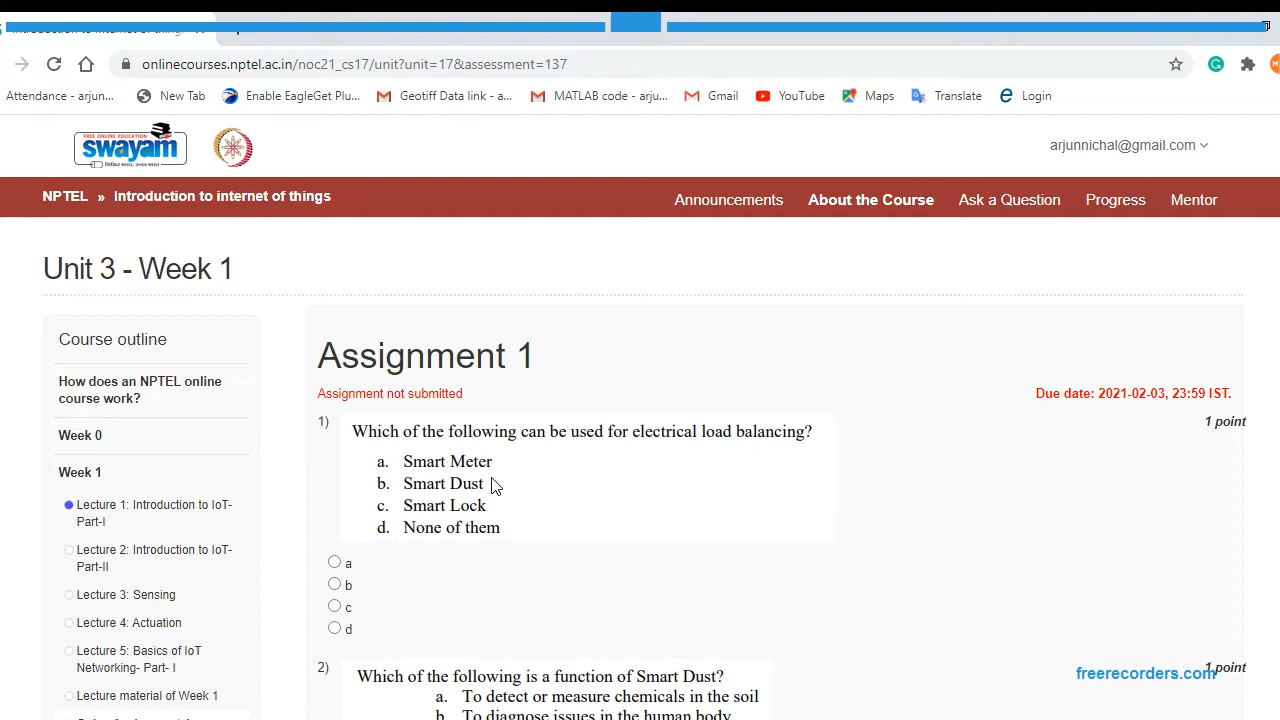 onlinecourses.nptel.ac.in/noc21_cs17/unit?unit=17&assessment=137
Attendance - arjun... New Tab Enable EagleGet Plu... Geotiff Data link - a... MATLAB code - arju... Gmail YouTube Maps Translate Login
FREE ONLINE EDUCATION
swayam
arjunnichal@gmail.com
NPTEL » Introduction to internet of things
Announcements About the Course Ask a Question Progress Mentor
Unit 3 - Week 1
Course outline
How does an NPTEL online
course work?
Week 0
Week 1
Lecture 1: Introduction to IoT-
Part-I
Lecture 2: Introduction to IoT-
Part-II
Lecture 3: Sensing
Lecture 4: Actuation
Lecture 5: Basics of IoT
Networking- Part- I
Lecture material of Week 1
Assignment 1
Assignment not submitted
Due date: 2021-02-03, 23:59 IST.
1) Which of the following can be used for electrical load balancing? 1 point
a. Smart Meter
b. Smart Dust
c. Smart Lock
d. None of them
a
b
c
d
2) Which of the following is a function of Smart Dust? 1 point
a. To detect or measure chemicals in the soil
b. To diagnose issues in the human body
freerecorders.com